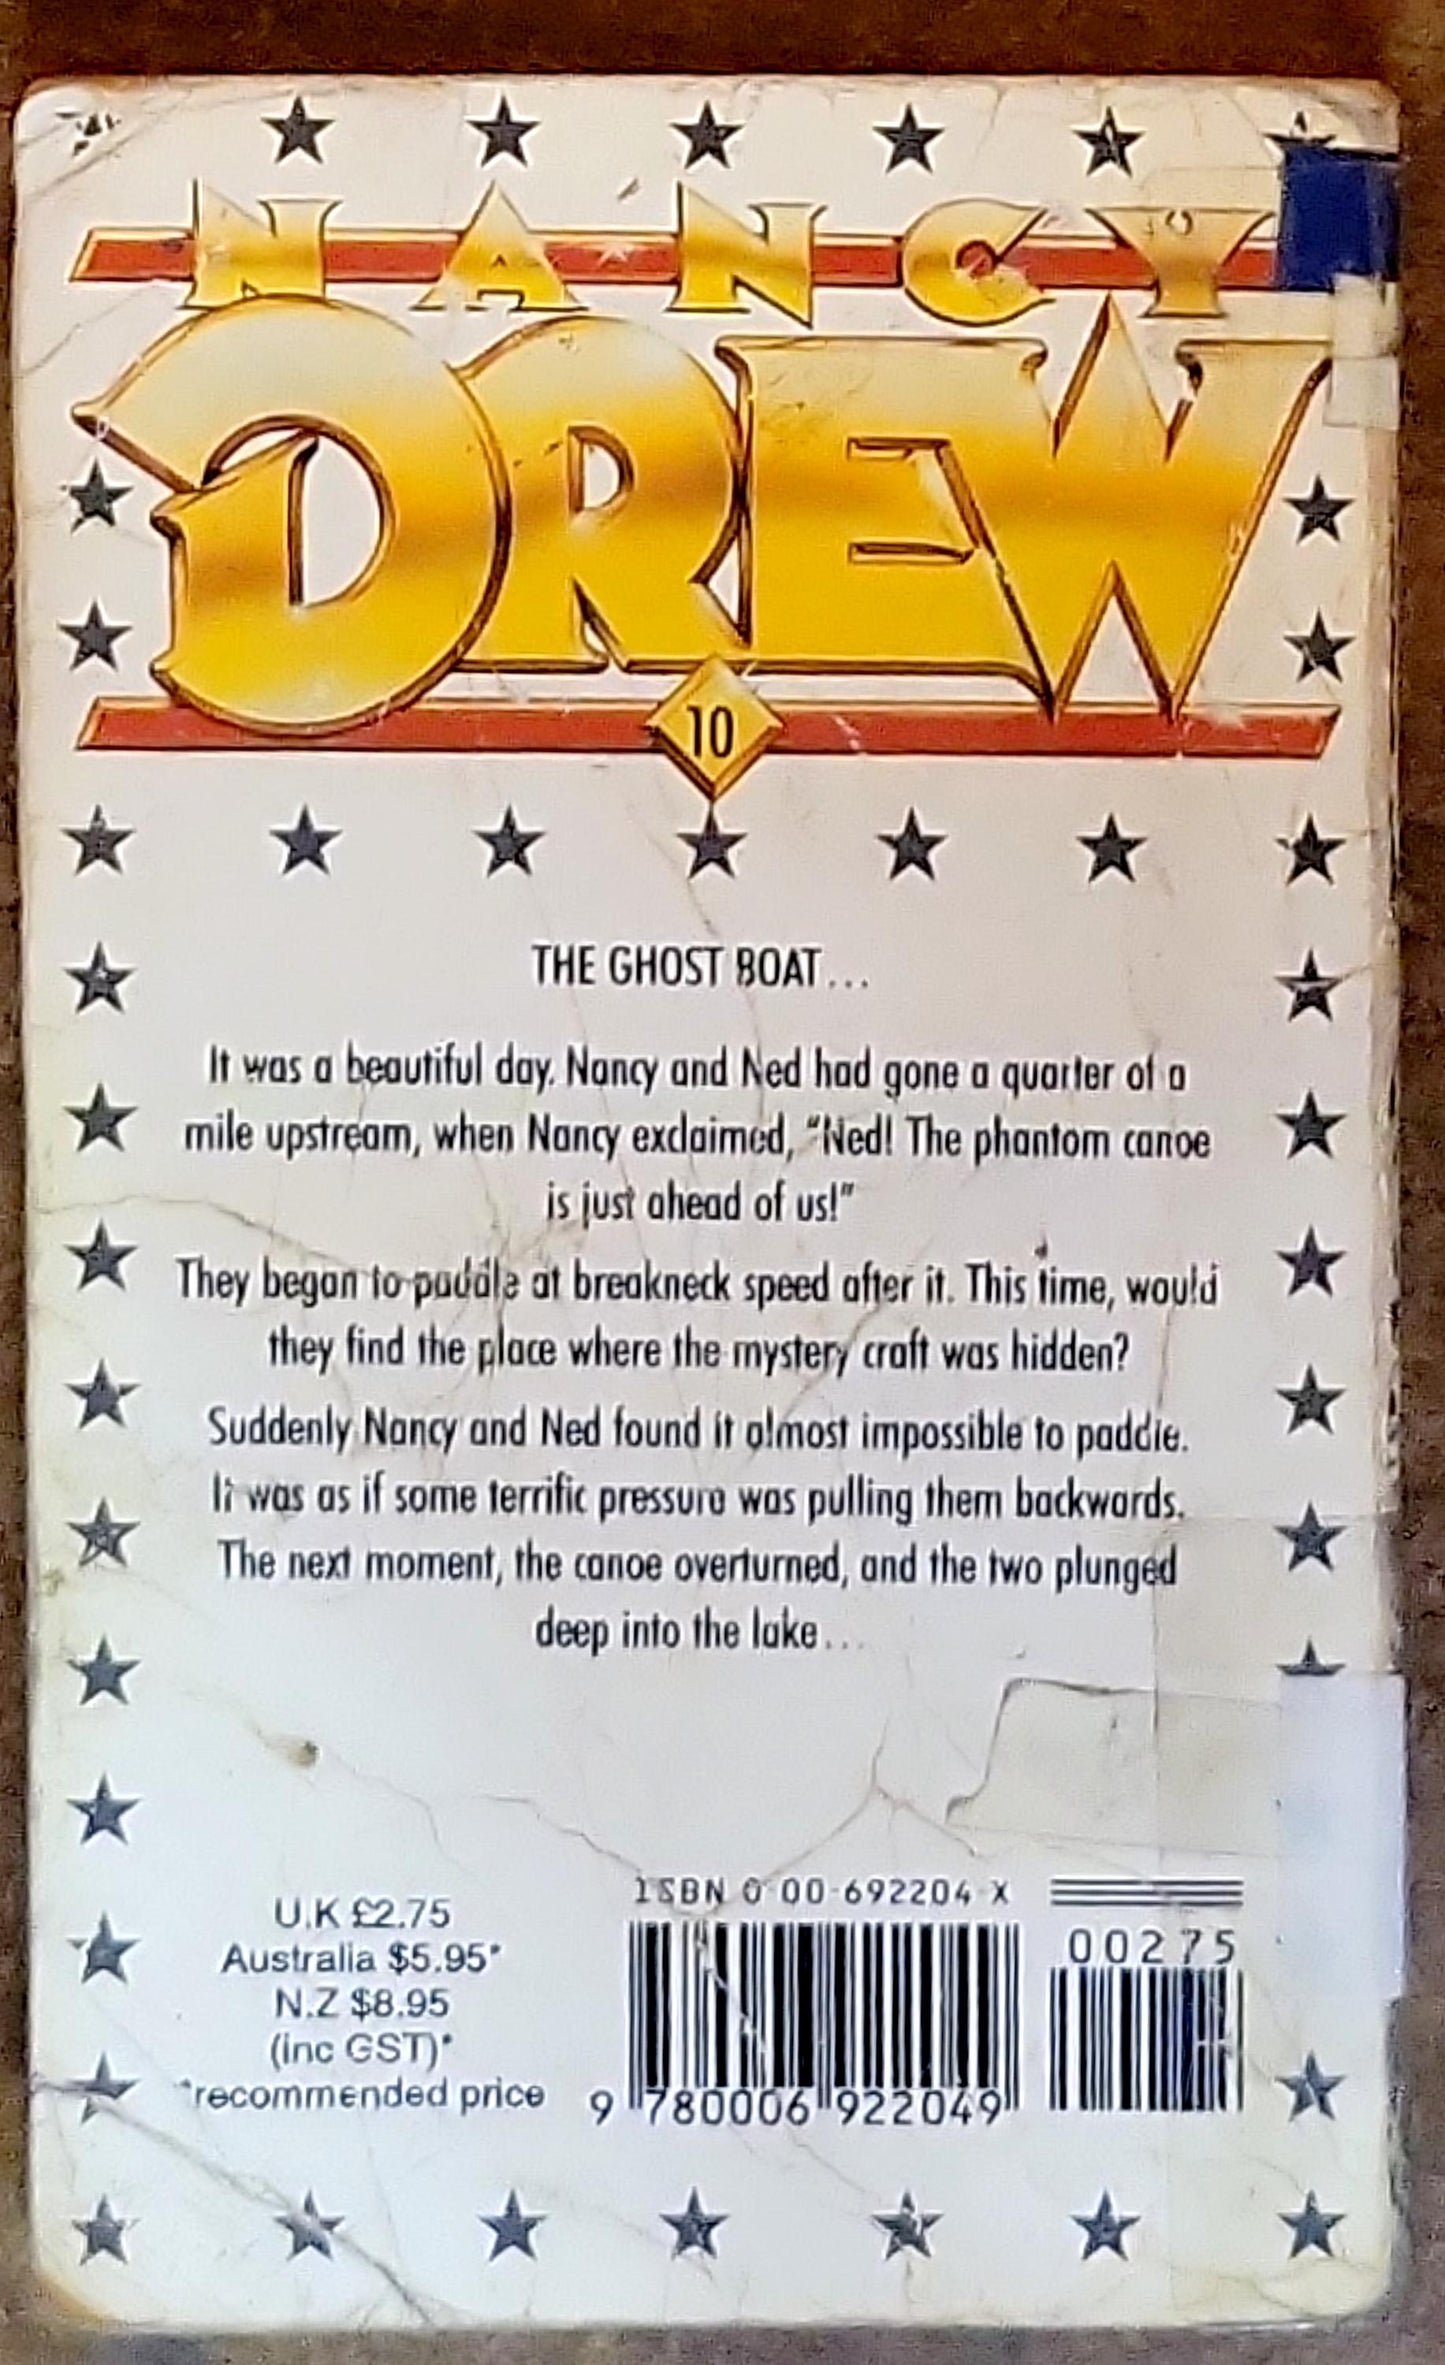 NANCY
DREW
10
THE GHOST BOAT...
It was a beautiful day. Nancy and Ned had gone a quarter of a
mile upstream, when Nancy exclaimed, “Ned! The phantom canoe
is just ahead of us!”
They began to paddle at breakneck speed after it. This time, would
they find the place where the mystery craft was hidden?
Suddenly Nancy and Ned found it almost impossible to paddle.
It was as if some terrific pressure was pulling them backwards.
The next moment, the canoe overturned, and the two plunged
deep into the lake...
ISBN 0-00-692204-X
00275
U.K £2.75
Australia $5.95*
N.Z $8.95
(inc GST)*
*recommended price
9 780006 922049